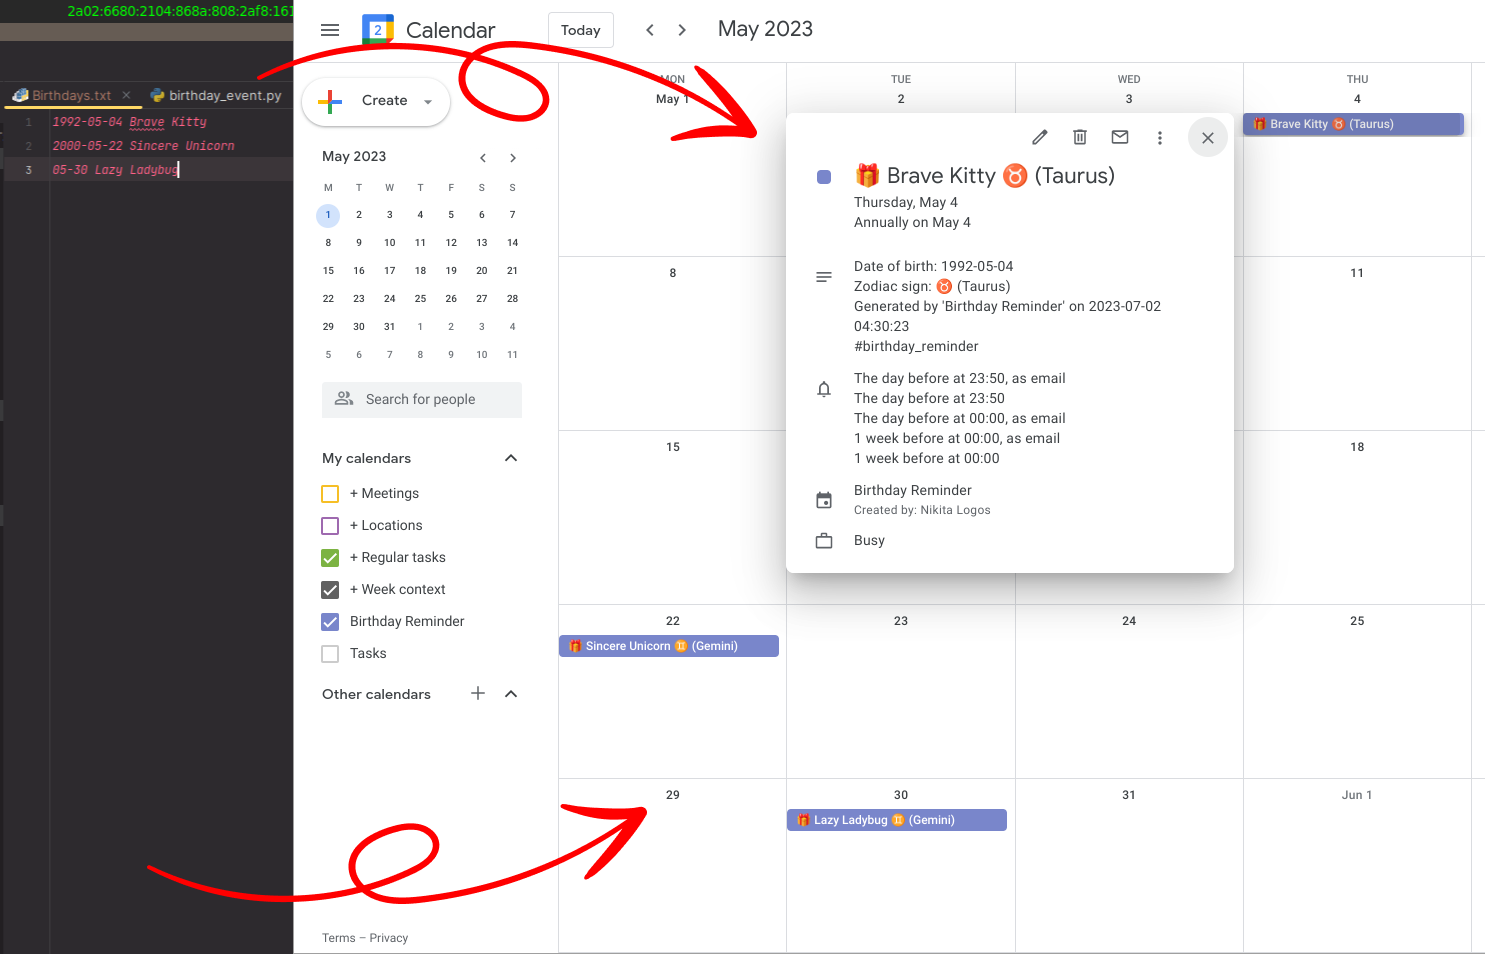 2a02:6680:2104:868a:808:2af8:161
Birthdays.txt
birthday_event.py
1 1992-05-04 Brave Kitty
2 2000-05-22 Sincere Unicorn
3 05-30 Lazy Ladybug
2 Calendar
Today
May 2023
Create
May 2023
M T W T F S S
1 2 3 4 5 6 7
8 9 10 11 12 13 14
15 16 17 18 19 20 21
22 23 24 25 26 27 28
29 30 31 1 2 3 4
5 6 7 8 9 10 11
Search for people
My calendars
+ Meetings
+ Locations
+ Regular tasks
+ Week context
Birthday Reminder
Tasks
Other calendars
Terms – Privacy
MON TUE WED THU
May 1 2 3 4
🎁 Brave Kitty ♉ (Taurus)
🎁 Brave Kitty ♉ (Taurus)
Thursday, May 4
Annually on May 4
Date of birth: 1992-05-04
Zodiac sign: ♉ (Taurus)
Generated by 'Birthday Reminder' on 2023-07-02
04:30:23
#birthday_reminder
The day before at 23:50, as email
The day before at 23:50
The day before at 00:00, as email
1 week before at 00:00, as email
1 week before at 00:00
Birthday Reminder
Created by: Nikita Logos
Busy
8 11
15 18
22 23 24 25
🎁 Sincere Unicorn ♊ (Gemini)
29 30 31 Jun 1
🎁 Lazy Ladybug ♊ (Gemini)